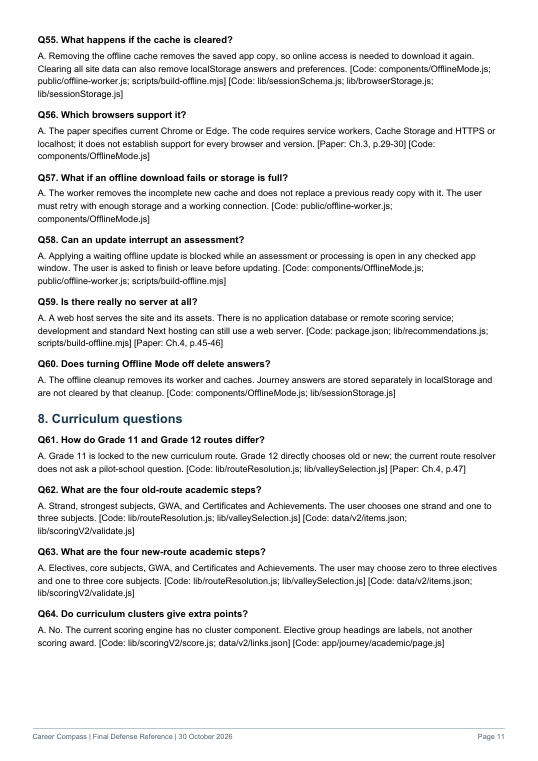 Q55. What happens if the cache is cleared?
A. Removing the offline cache removes the saved app copy, so online access is needed to download it again.
Clearing all site data can also remove localStorage answers and preferences. [Code: components/OfflineMode.js;
public/offline-worker.js; scripts/build-offline.mjs] [Code: lib/sessionSchema.js; lib/browserStorage.js;
lib/sessionStorage.js]
Q56. Which browsers support it?
A. The paper specifies current Chrome or Edge. The code requires service workers, Cache Storage and HTTPS or
localhost; it does not establish support for every browser and version. [Paper: Ch.3, p.29-30] [Code:
components/OfflineMode.js]
Q57. What if an offline download fails or storage is full?
A. The worker removes the incomplete new cache and does not replace a previous ready copy with it. The user
must retry with enough storage and a working connection. [Code: public/offline-worker.js;
components/OfflineMode.js]
Q58. Can an update interrupt an assessment?
A. Applying a waiting offline update is blocked while an assessment or processing is open in any checked app
window. The user is asked to finish or leave before updating. [Code: components/OfflineMode.js;
public/offline-worker.js; scripts/build-offline.mjs]
Q59. Is there really no server at all?
A. A web host serves the site and its assets. There is no application database or remote scoring service;
development and standard Next hosting can still use a web server. [Code: package.json; lib/recommendations.js;
scripts/build-offline.mjs] [Paper: Ch.4, p.45-46]
Q60. Does turning Offline Mode off delete answers?
A. The offline cleanup removes its worker and caches. Journey answers are stored separately in localStorage and
are not cleared by that cleanup. [Code: components/OfflineMode.js; lib/sessionStorage.js]
8. Curriculum questions
Q61. How do Grade 11 and Grade 12 routes differ?
A. Grade 11 is locked to the new curriculum route. Grade 12 directly chooses old or new; the current route resolver
does not ask a pilot-school question. [Code: lib/routeResolution.js; lib/valleySelection.js] [Paper: Ch.4, p.47]
Q62. What are the four old-route academic steps?
A. Strand, strongest subjects, GWA, and Certificates and Achievements. The user chooses one strand and one to
three subjects. [Code: lib/routeResolution.js; lib/valleySelection.js] [Code: data/v2/items.json;
lib/scoringV2/validate.js]
Q63. What are the four new-route academic steps?
A. Electives, core subjects, GWA, and Certificates and Achievements. The user may choose zero to three electives
and one to three core subjects. [Code: lib/routeResolution.js; lib/valleySelection.js] [Code: data/v2/items.json;
lib/scoringV2/validate.js]
Q64. Do curriculum clusters give extra points?
A. No. The current scoring engine has no cluster component. Elective group headings are labels, not another
scoring award. [Code: lib/scoringV2/score.js; data/v2/links.json] [Code: app/journey/academic/page.js]
Career Compass | Final Defense Reference | 30 October 2026
Page 11